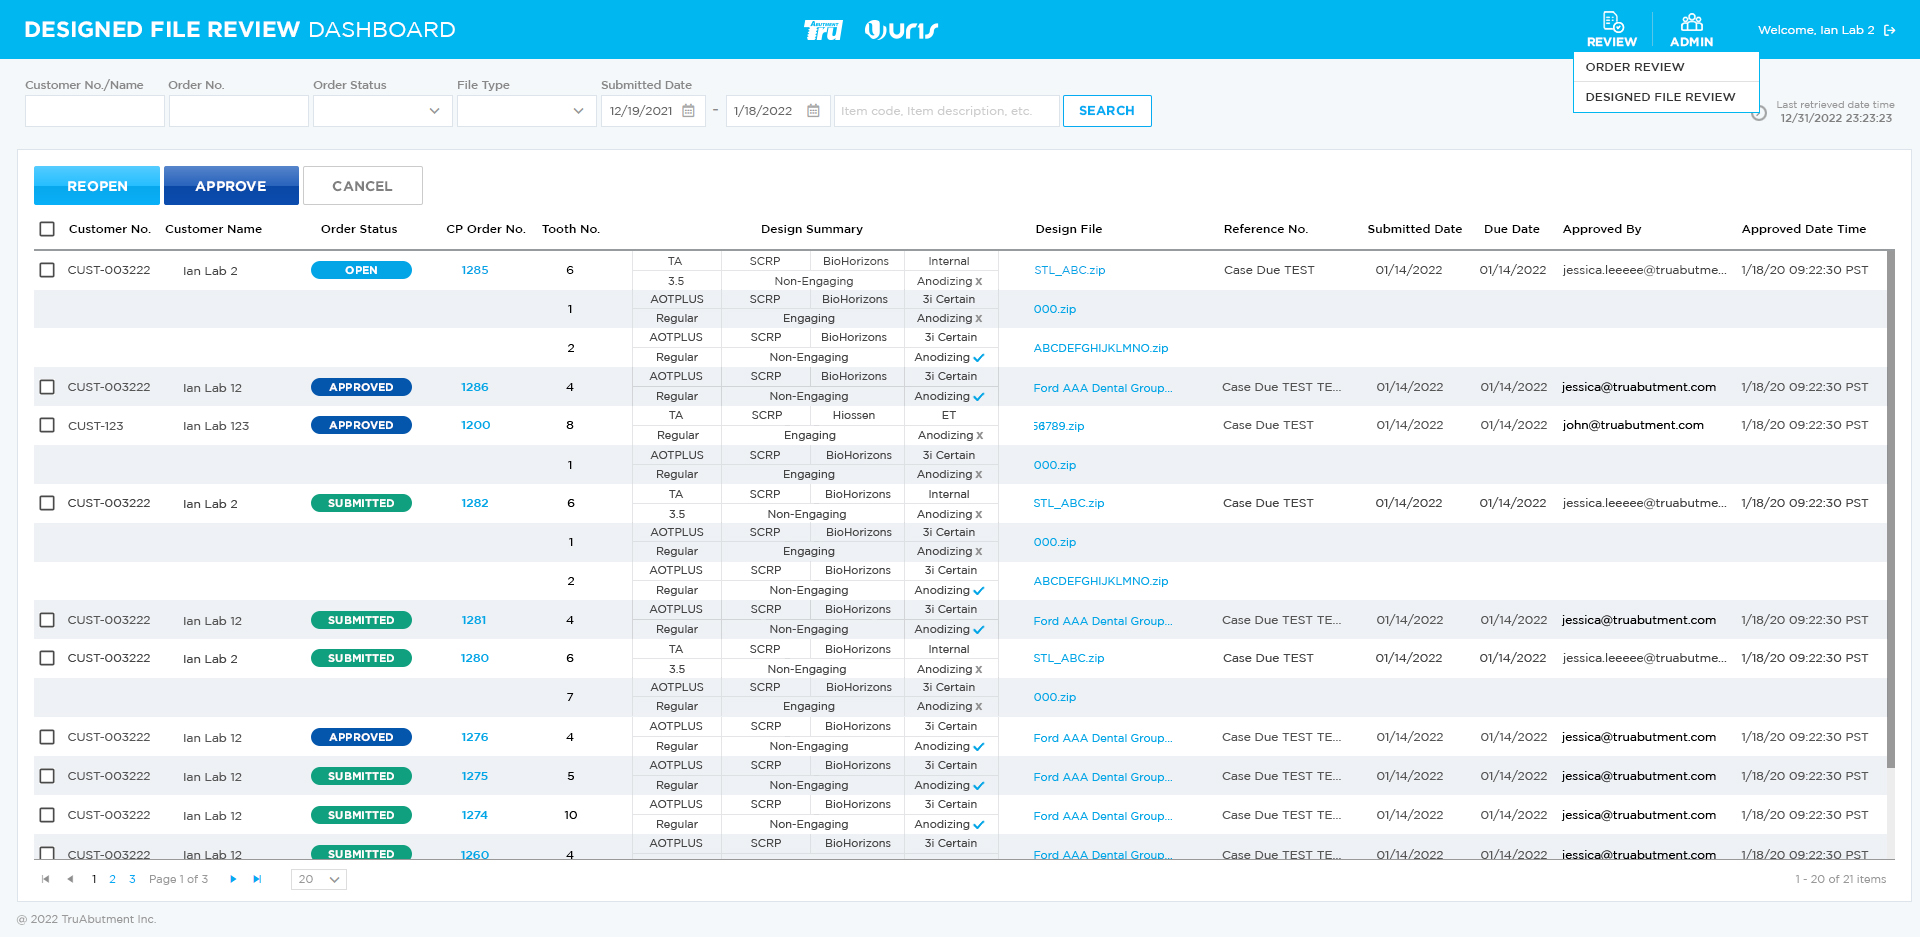 DESIGNED FILE REVIEW DASHBOARD
ABUTMENT Tru uris
REVIEW ADMIN Welcome, Ian Lab 2
ORDER REVIEW
DESIGNED FILE REVIEW
Customer No./Name Order No. Order Status File Type Submitted Date
12/19/2021 - 1/18/2022 Item code, Item description, etc. SEARCH
Last retrieved date time
12/31/2022 23:23:23
REOPEN APPROVE CANCEL
Customer No. Customer Name Order Status CP Order No. Tooth No. Design Summary Design File Reference No. Submitted Date Due Date Approved By Approved Date Time
TA SCRP BioHorizons Internal
CUST-003222 Ian Lab 2 OPEN 1285 6 STL_ABC.zip Case Due TEST 01/14/2022 01/14/2022 jessica.leeeee@truabutme... 1/18/20 09:22:30 PST
3.5 Non-Engaging Anodizing X
AOTPLUS SCRP BioHorizons 3i Certain
1 000.zip
Regular Engaging Anodizing X
AOTPLUS SCRP BioHorizons 3i Certain
2 ABCDEFGHIJKLMNO.zip
Regular Non-Engaging Anodizing
AOTPLUS SCRP BioHorizons 3i Certain
CUST-003222 Ian Lab 12 APPROVED 1286 4 Ford AAA Dental Group... Case Due TEST TE... 01/14/2022 01/14/2022 jessica@truabutment.com 1/18/20 09:22:30 PST
Regular Non-Engaging Anodizing
TA SCRP Hiossen ET
CUST-123 Ian Lab 123 APPROVED 1200 8 56789.zip Case Due TEST 01/14/2022 01/14/2022 john@truabutment.com 1/18/20 09:22:30 PST
Regular Engaging Anodizing X
AOTPLUS SCRP BioHorizons 3i Certain
1 000.zip
Regular Engaging Anodizing X
TA SCRP BioHorizons Internal
CUST-003222 Ian Lab 2 SUBMITTED 1282 6 STL_ABC.zip Case Due TEST 01/14/2022 01/14/2022 jessica.leeeee@truabutme... 1/18/20 09:22:30 PST
3.5 Non-Engaging Anodizing X
AOTPLUS SCRP BioHorizons 3i Certain
1 000.zip
Regular Engaging Anodizing X
AOTPLUS SCRP BioHorizons 3i Certain
2 ABCDEFGHIJKLMNO.zip
Regular Non-Engaging Anodizing
AOTPLUS SCRP BioHorizons 3i Certain
CUST-003222 Ian Lab 12 SUBMITTED 1281 4 Ford AAA Dental Group... Case Due TEST TE... 01/14/2022 01/14/2022 jessica@truabutment.com 1/18/20 09:22:30 PST
Regular Non-Engaging Anodizing
TA SCRP BioHorizons Internal
CUST-003222 Ian Lab 2 SUBMITTED 1280 6 STL_ABC.zip Case Due TEST 01/14/2022 01/14/2022 jessica.leeeee@truabutme... 1/18/20 09:22:30 PST
3.5 Non-Engaging Anodizing X
AOTPLUS SCRP BioHorizons 3i Certain
7 000.zip
Regular Engaging Anodizing X
AOTPLUS SCRP BioHorizons 3i Certain
CUST-003222 Ian Lab 12 APPROVED 1276 4 Ford AAA Dental Group... Case Due TEST TE... 01/14/2022 01/14/2022 jessica@truabutment.com 1/18/20 09:22:30 PST
Regular Non-Engaging Anodizing
AOTPLUS SCRP BioHorizons 3i Certain
CUST-003222 Ian Lab 12 SUBMITTED 1275 5 Ford AAA Dental Group... Case Due TEST TE... 01/14/2022 01/14/2022 jessica@truabutment.com 1/18/20 09:22:30 PST
Regular Non-Engaging Anodizing
AOTPLUS SCRP BioHorizons 3i Certain
CUST-003222 Ian Lab 12 SUBMITTED 1274 10 Ford AAA Dental Group... Case Due TEST TE... 01/14/2022 01/14/2022 jessica@truabutment.com 1/18/20 09:22:30 PST
Regular Non-Engaging Anodizing
AOTPLUS SCRP BioHorizons 3i Certain
CUST-003222 Ian Lab 12 SUBMITTED 1260 4 Ford AAA Dental Group... Case Due TEST TE... 01/14/2022 01/14/2022 jessica@truabutment.com 1/18/20 09:22:30 PST
1 2 3 Page 1 of 3 20 1 - 20 of 21 items
@ 2022 TruAbutment Inc.